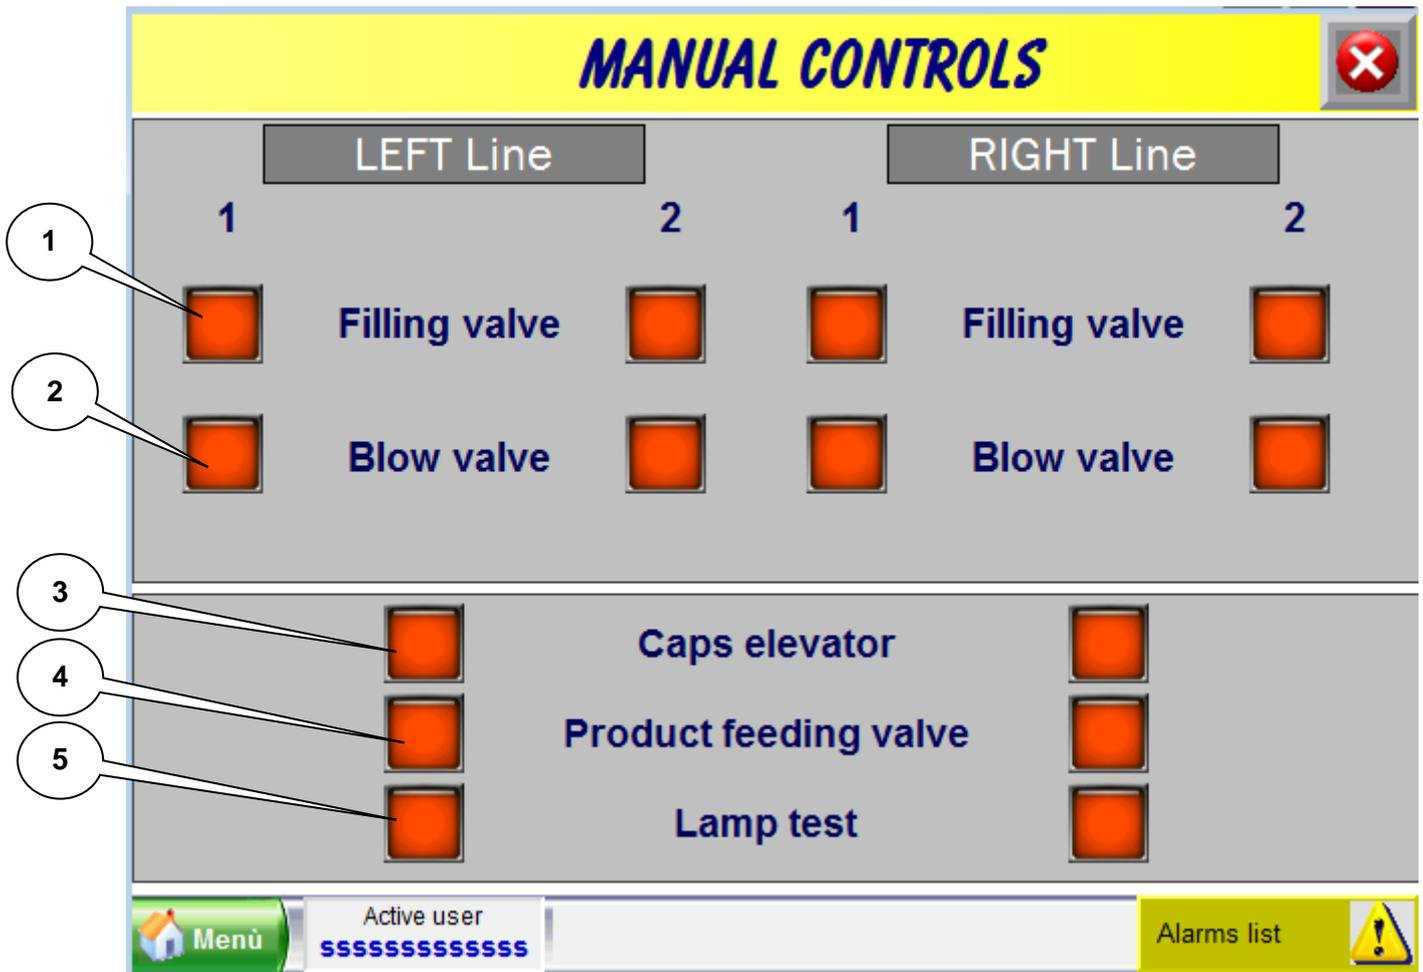 MANUAL CONTROLS
LEFT Line RIGHT Line
1 2 1 2
1
Filling valve Filling valve
2
Blow valve Blow valve
3
Caps elevator
4
Product feeding valve
5
Lamp test
Menù
Active user
sssssssssssss
Alarms list